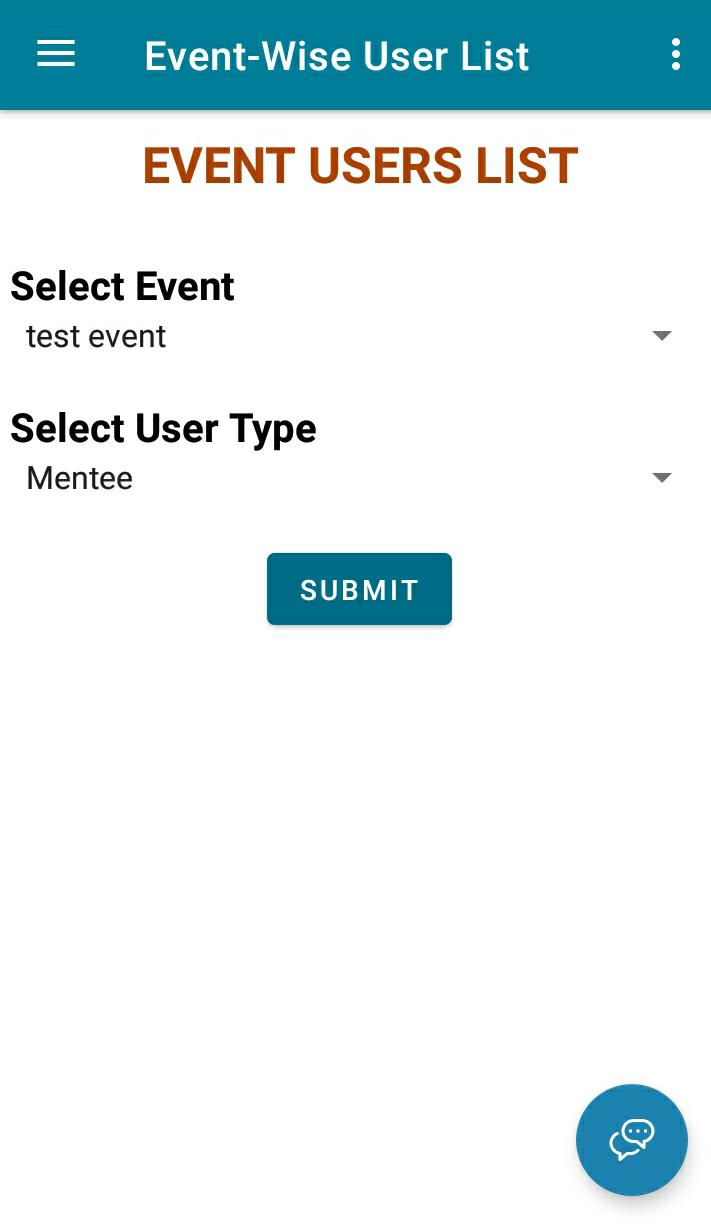 Event-Wise User List
EVENT USERS LIST
Select Event
test event
Select User Type
Mentee
SUBMIT